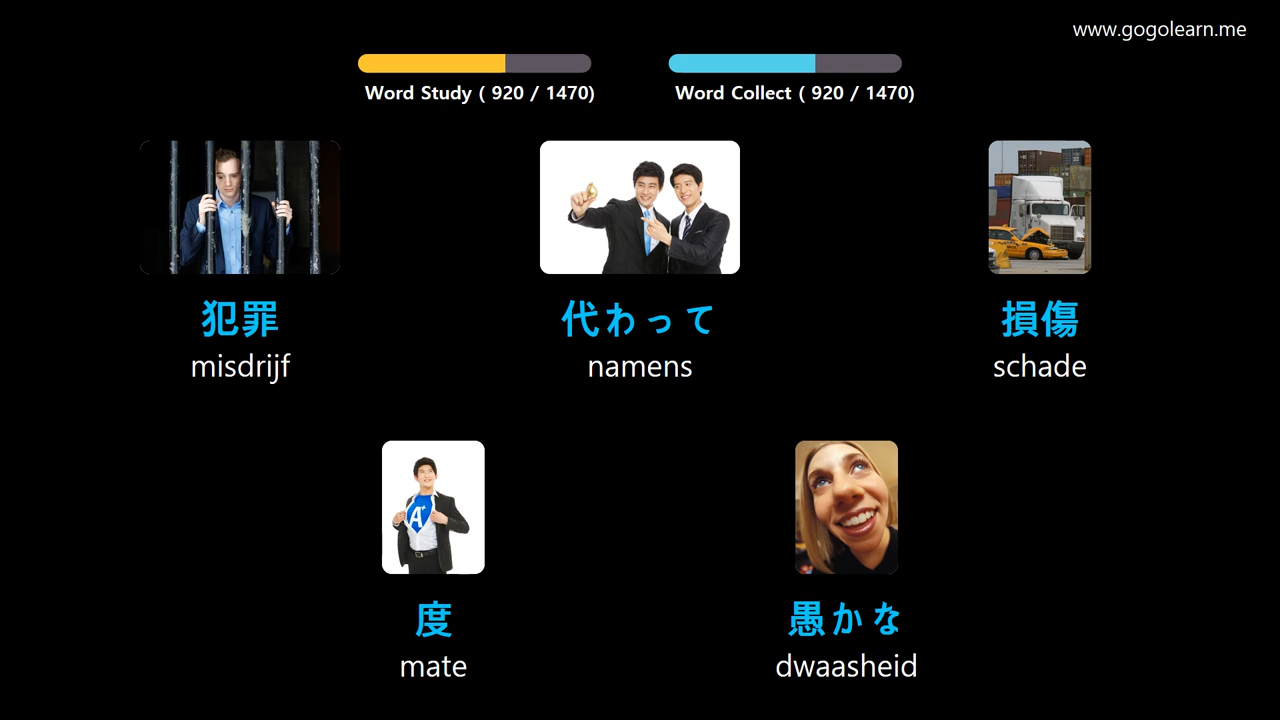 www.gogolearn.me
Word Study ( 920 / 1470)
Word Collect ( 920 / 1470)
犯罪
misdrijf
代わって
namens
損傷
schade
A+
度
mate
愚かな
dwaasheid